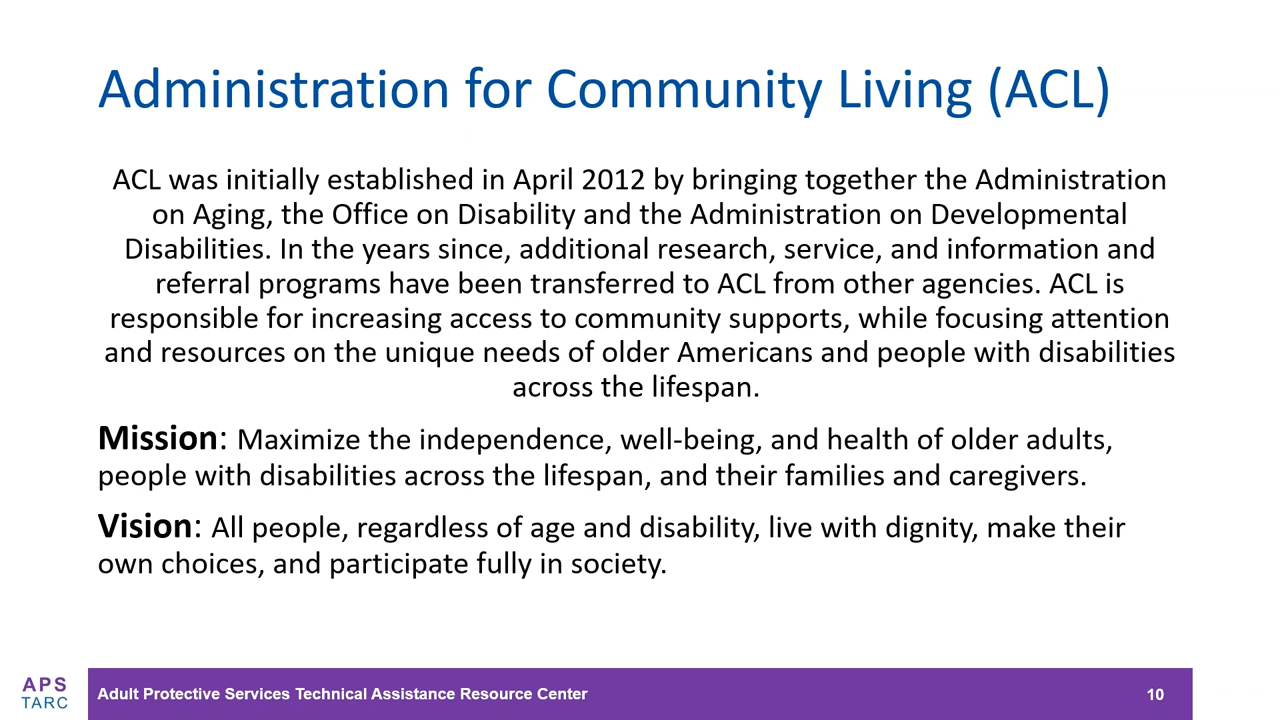 Administration for Community Living (ACL)
ACL was initially established in April 2012 by bringing together the Administration
on Aging, the Office on Disability and the Administration on Developmental
Disabilities. In the years since, additional research, service, and information and
referral programs have been transferred to ACL from other agencies. ACL is
responsible for increasing access to community supports, while focusing attention
and resources on the unique needs of older Americans and people with disabilities
across the lifespan.
Mission: Maximize the independence, well-being, and health of older adults,
people with disabilities across the lifespan, and their families and caregivers.
Vision: All people, regardless of age and disability, live with dignity, make their
own choices, and participate fully in society.
APS
TARC
Adult Protective Services Technical Assistance Resource Center
10